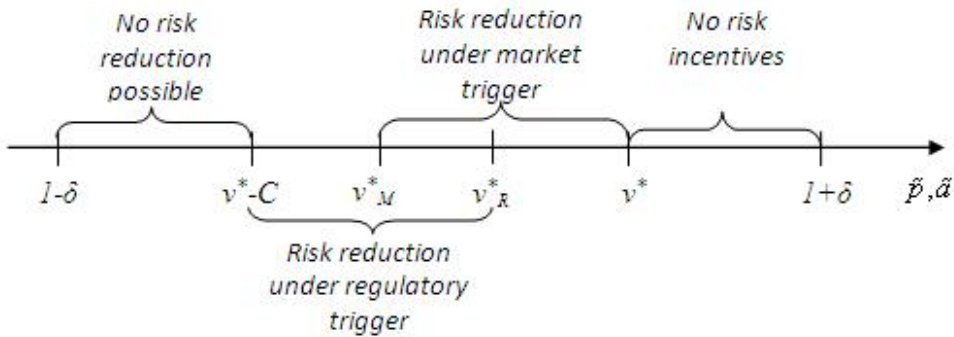 No risk
reduction
possible
Risk reduction
under market
trigger
No risk
incentives
1-δ
v*-C
v*M
v*R
v*
1+δ
p̃,ã
Risk reduction
under regulatory
trigger